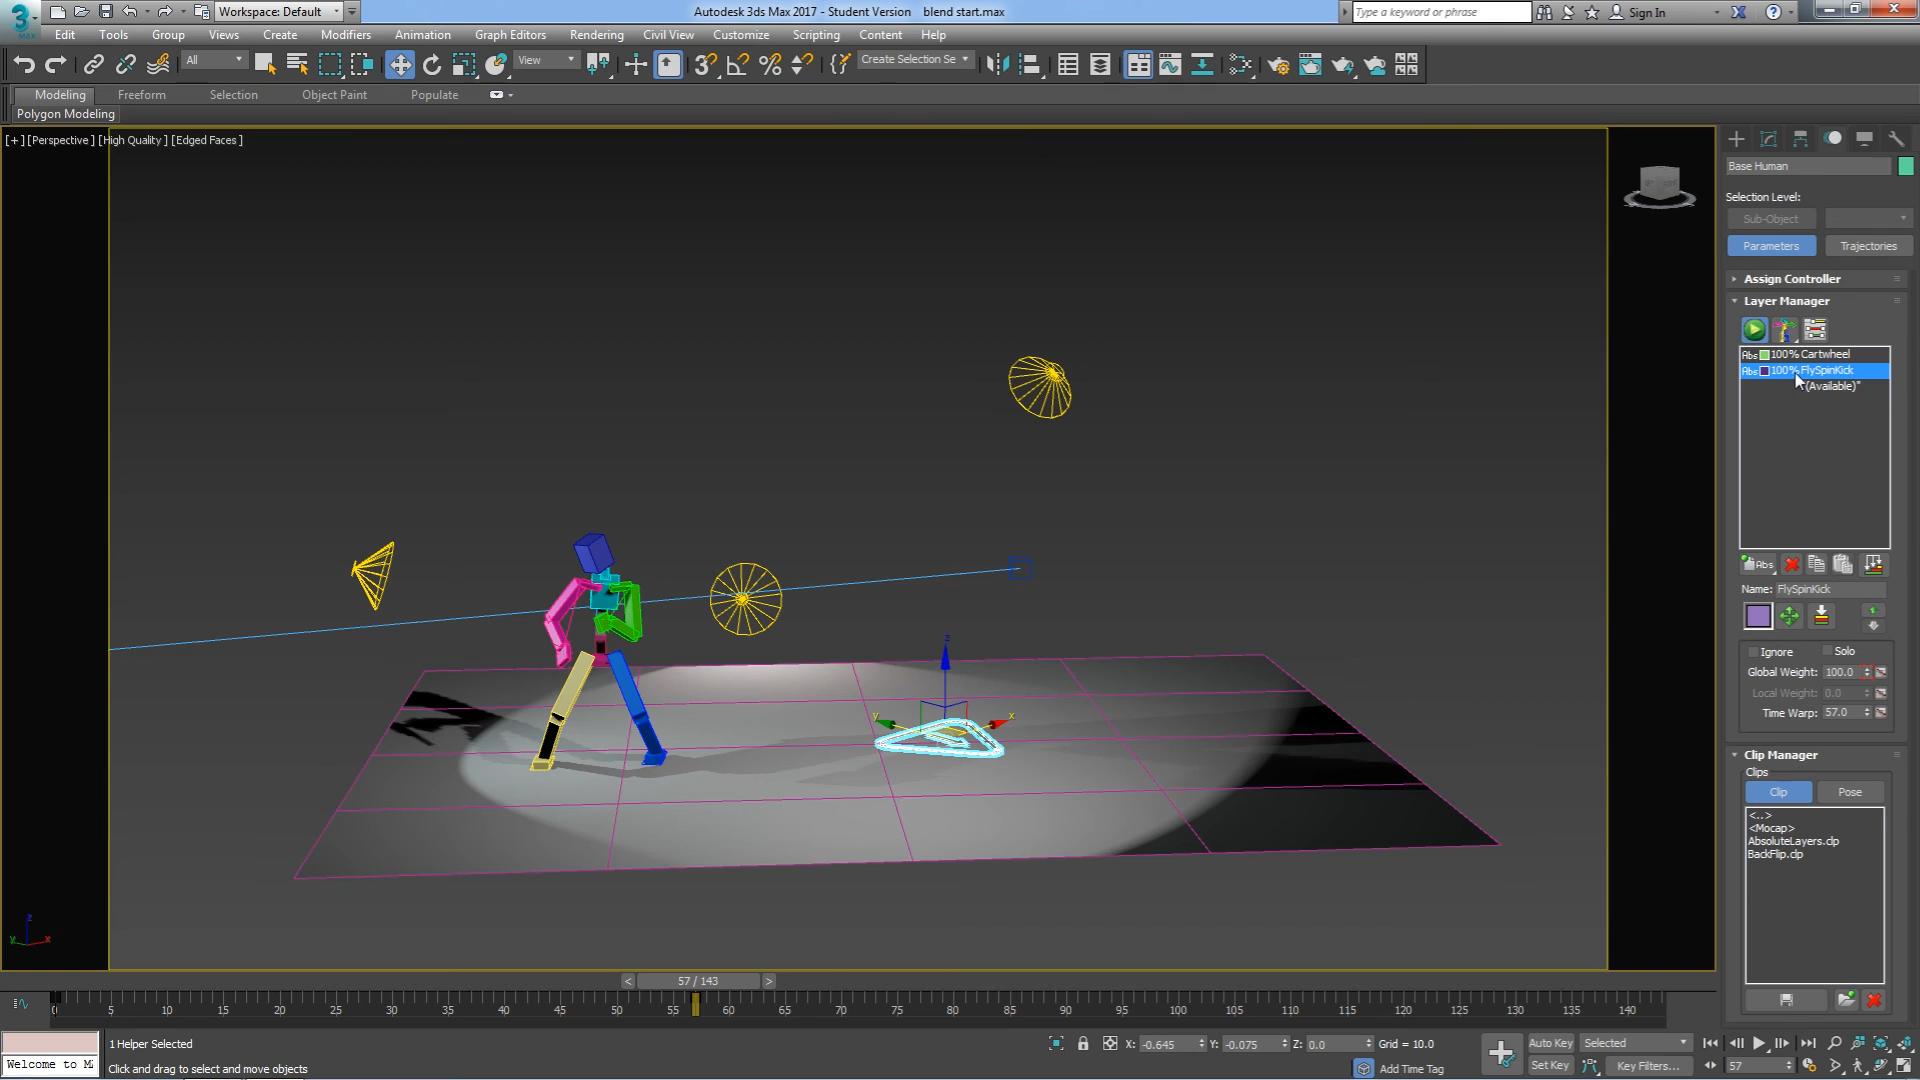 3
MAX
Workspace: Default
Autodesk 3ds Max 2017 - Student Version blend start.max
Type a keyword or phrase
Sign In
Edit Tools Group Views Create Modifiers Animation Graph Editors Rendering Civil View Customize Scripting Content Help
All
View
3
Create Selection Se
Modeling Freeform Selection Object Paint Populate
Polygon Modeling
[+] [Perspective ] [High Quality ] [Edged Faces ]
Base Human
Selection Level:
Sub-Object
Parameters Trajectories
Assign Controller
Layer Manager
Abs 100% Cartwheel
Abs 100% FlySpinKick
(Available)"
Abs
Name: FlySpinKick
Ignore Solo
Global Weight: 100.0
Local Weight: 0.0
Time Warp: 57.0
Clip Manager
Clips
Clip Pose
<..>
<Mocap>
AbsoluteLayers.clp
BackFlip.clp
z
y x
z
y x
< 57 / 143 >
0 5 10 15 20 25 30 35 40 45 50 55 60 65 70 75 80 85 90 95 100 105 110 115 120 125 130 135 140
1 Helper Selected
X: -0.645 Y: -0.075 Z: 0.0 Grid = 10.0
Auto Key Selected
Welcome to M
Click and drag to select and move objects
Add Time Tag
Set Key Key Filters... 57